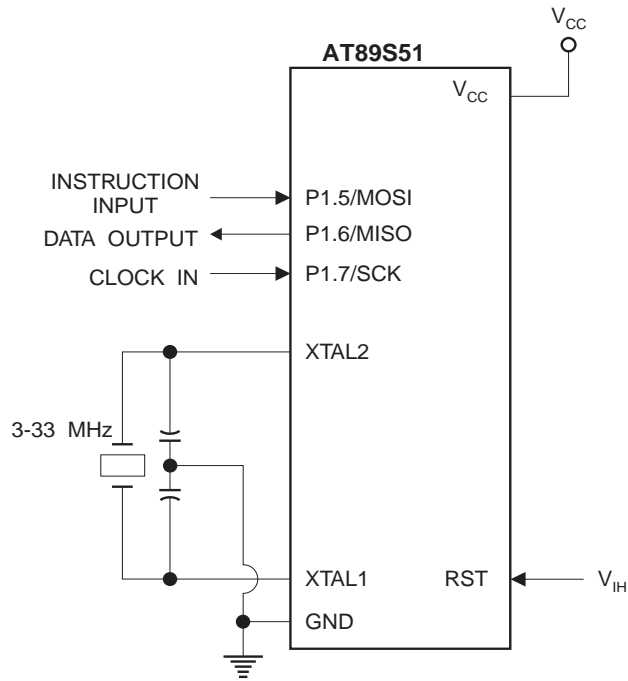 V_CC
AT89S51
V_CC
INSTRUCTION
INPUT
P1.5/MOSI
DATA OUTPUT
P1.6/MISO
CLOCK IN
P1.7/SCK
XTAL2
3-33 MHz
XTAL1
RST
V_IH
GND